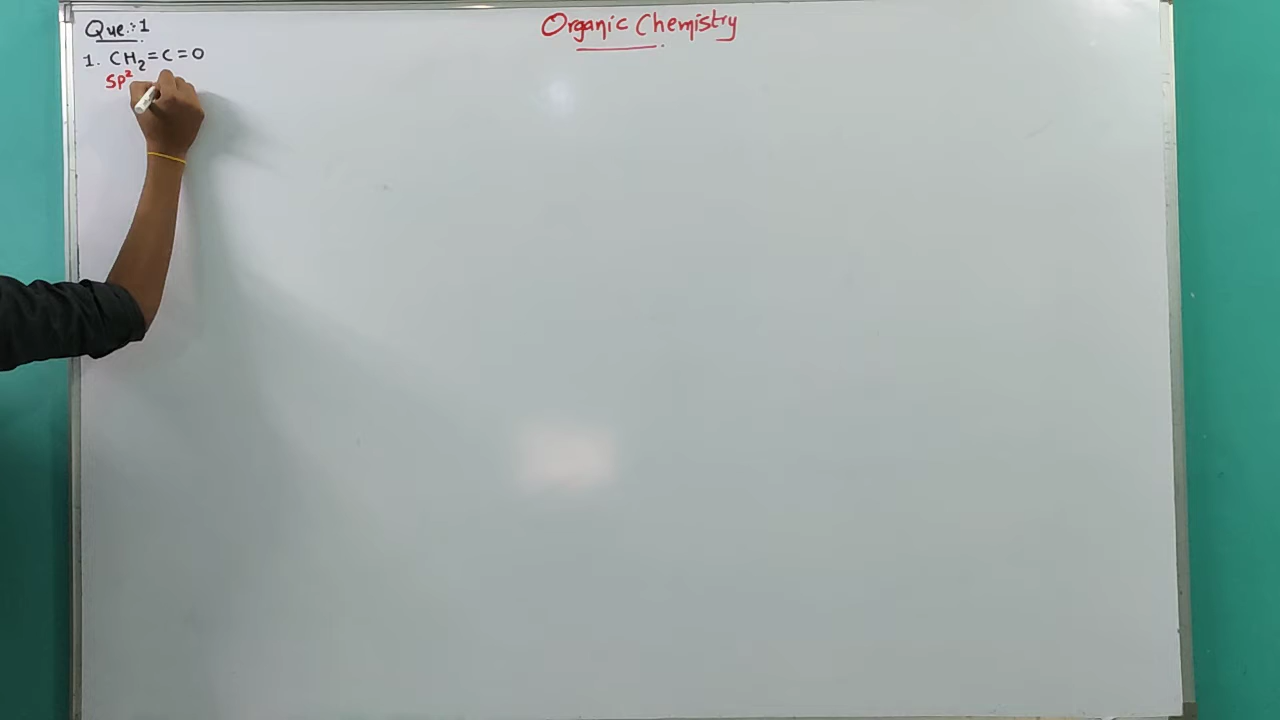 Organic Chemistry
Que.:1
1. CH₂=C=O
SP²